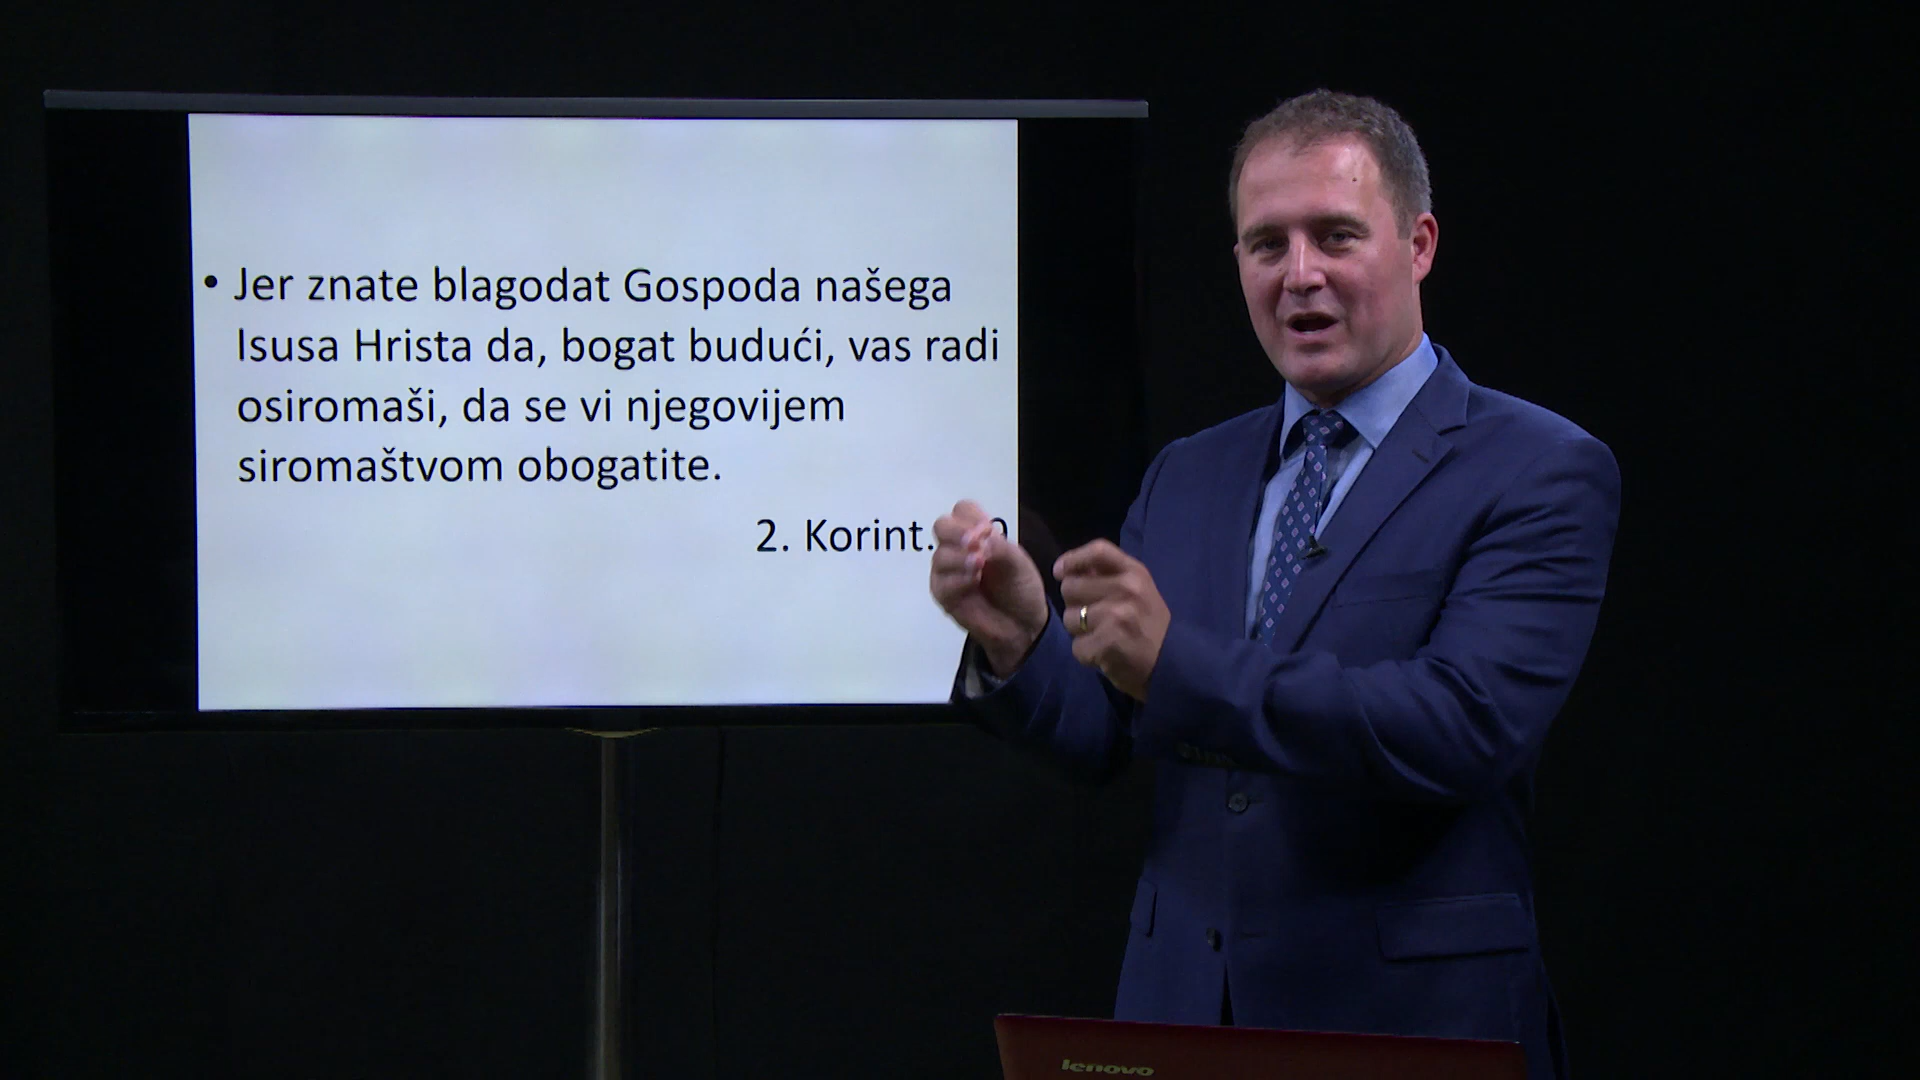 • Jer znate blagodat Gospoda našega
Isusa Hrista da, bogat budući, vas radi
osiromaši, da se vi njegovijem
siromaštvom obogatite.
2. Korint.
lenovo